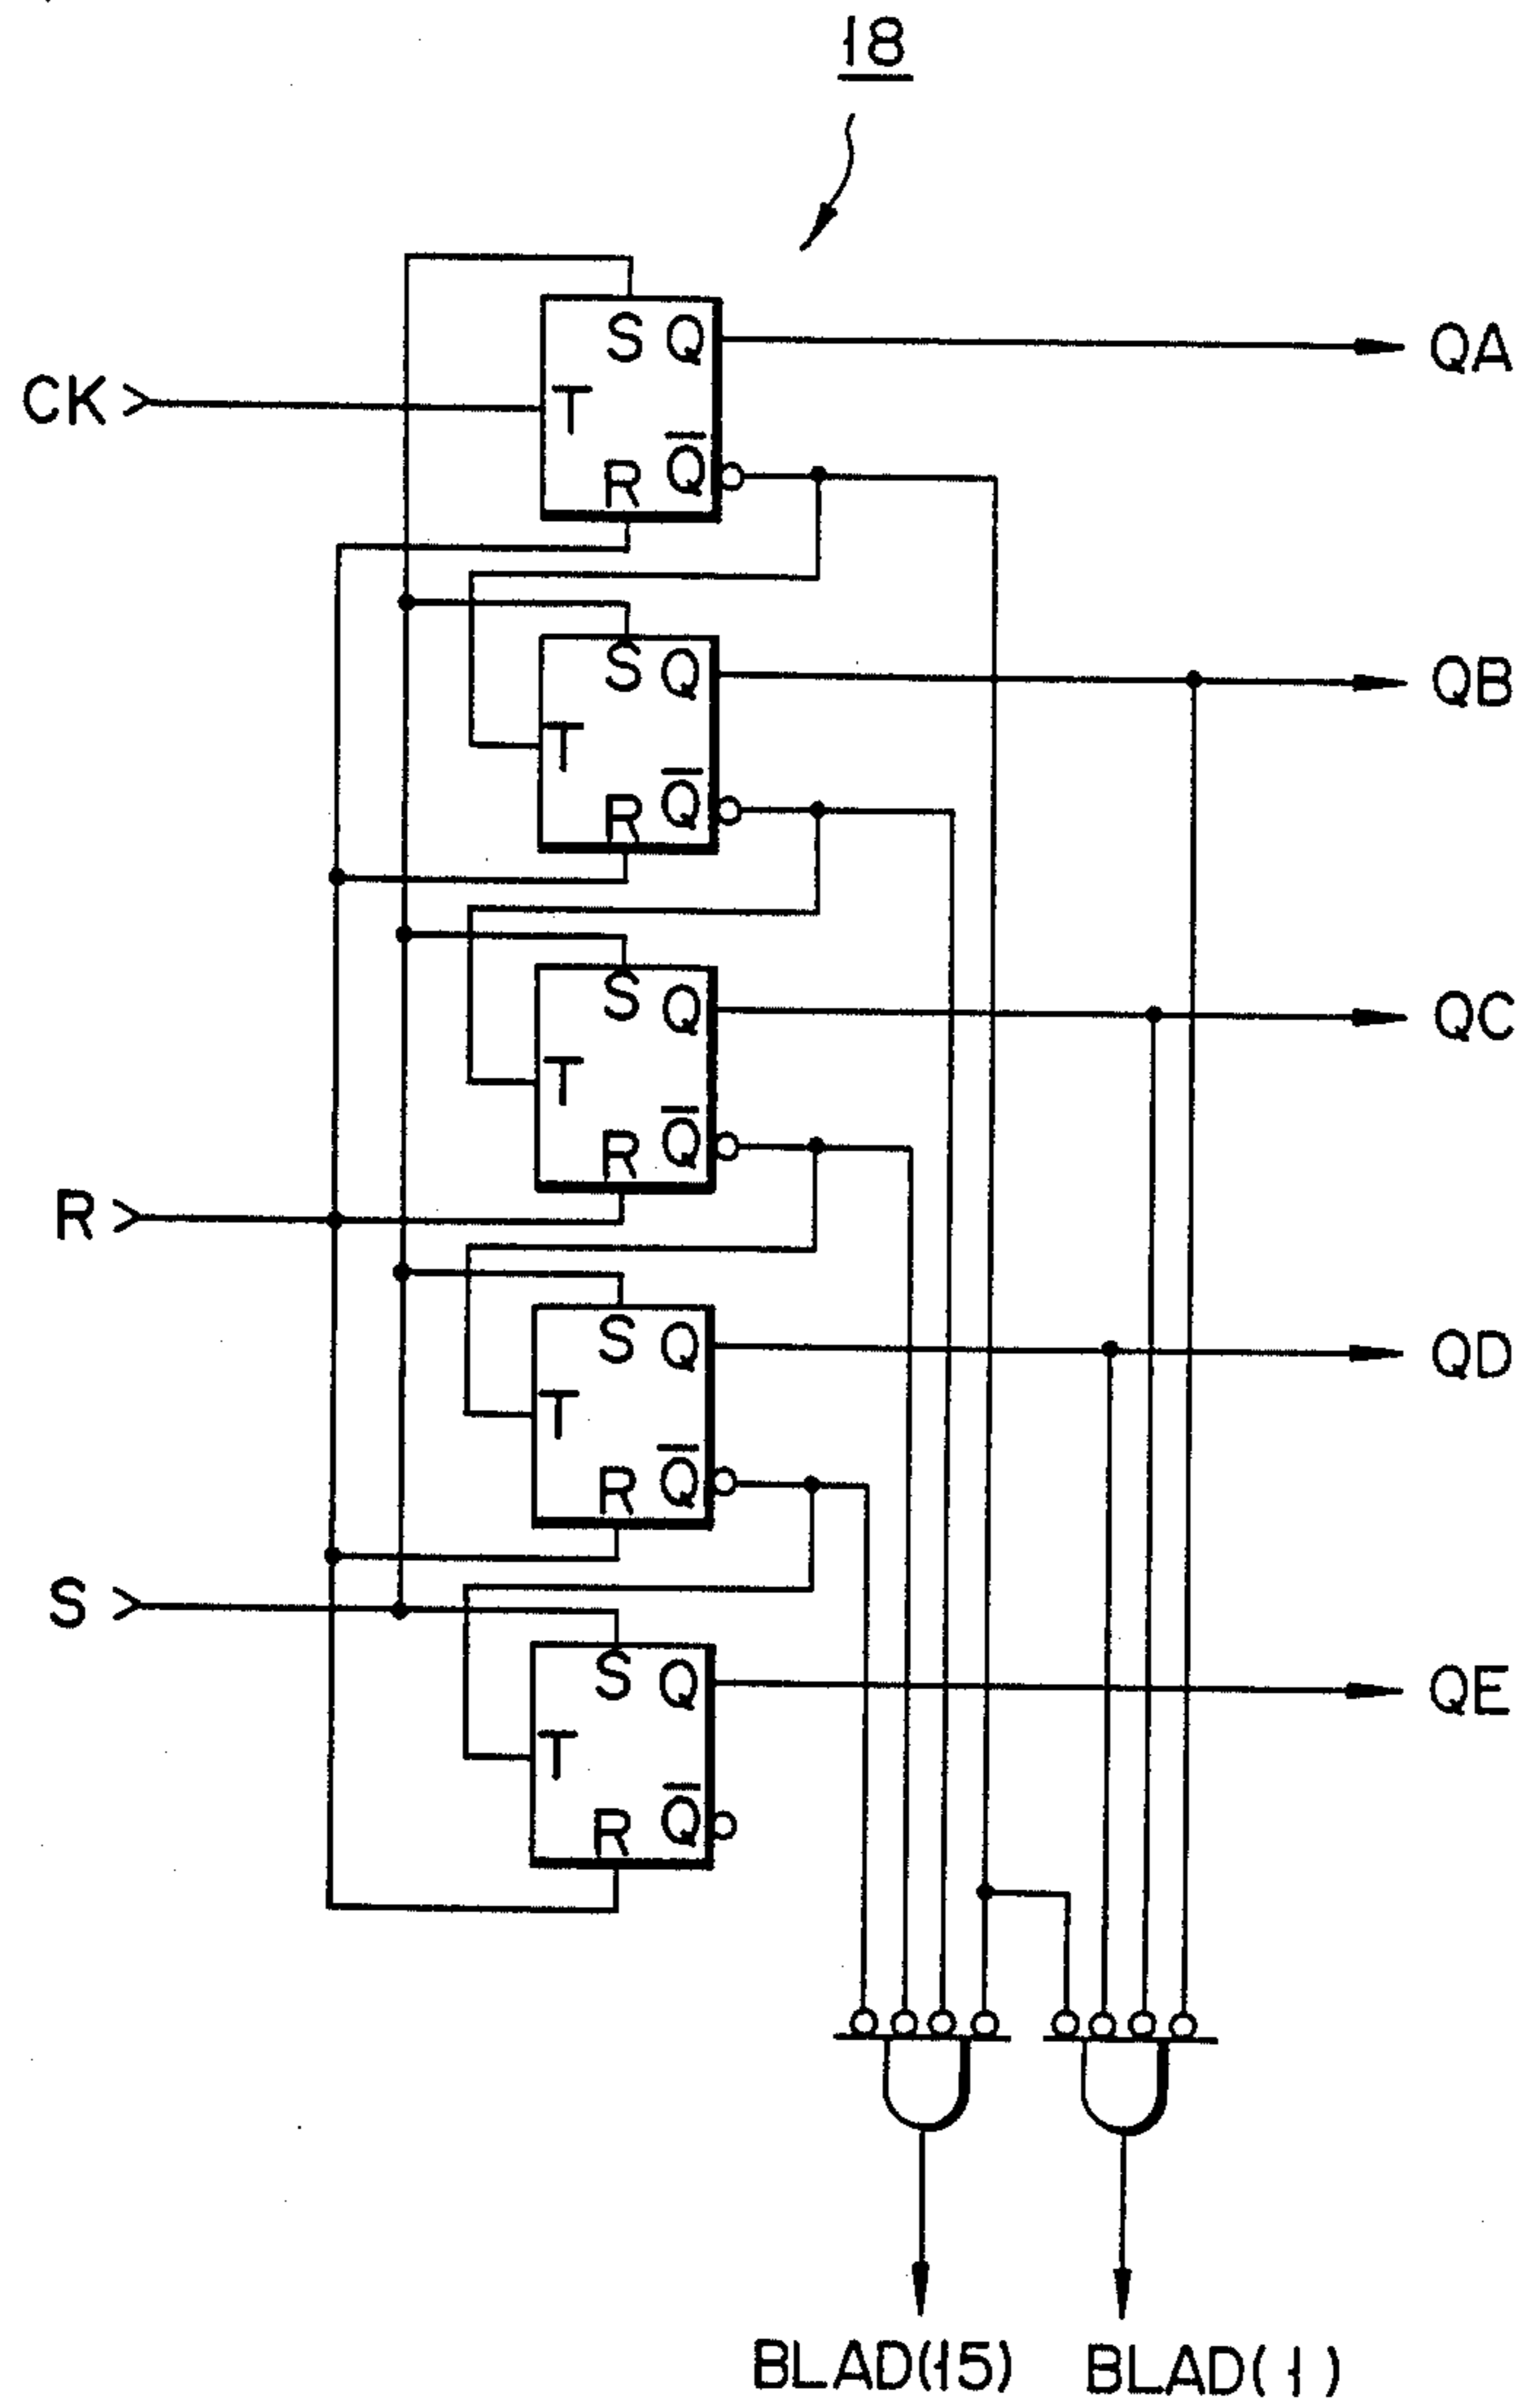 18
S Q QA
CK T
R Q̅
S Q QB
T
R Q̅
S Q QC
T
R Q̅
R
S Q QD
T
R Q̅
S
S Q QE
T
R Q̅
BLAD(15) BLAD(1)